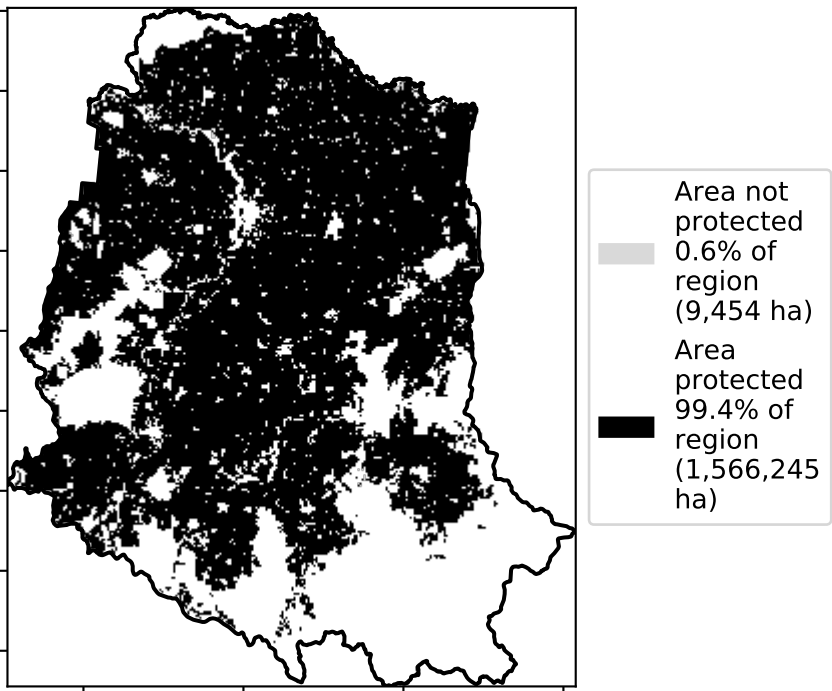 Area not
protected
0.6% of
region
(9,454 ha)
Area
protected
99.4% of
region
(1,566,245
ha)